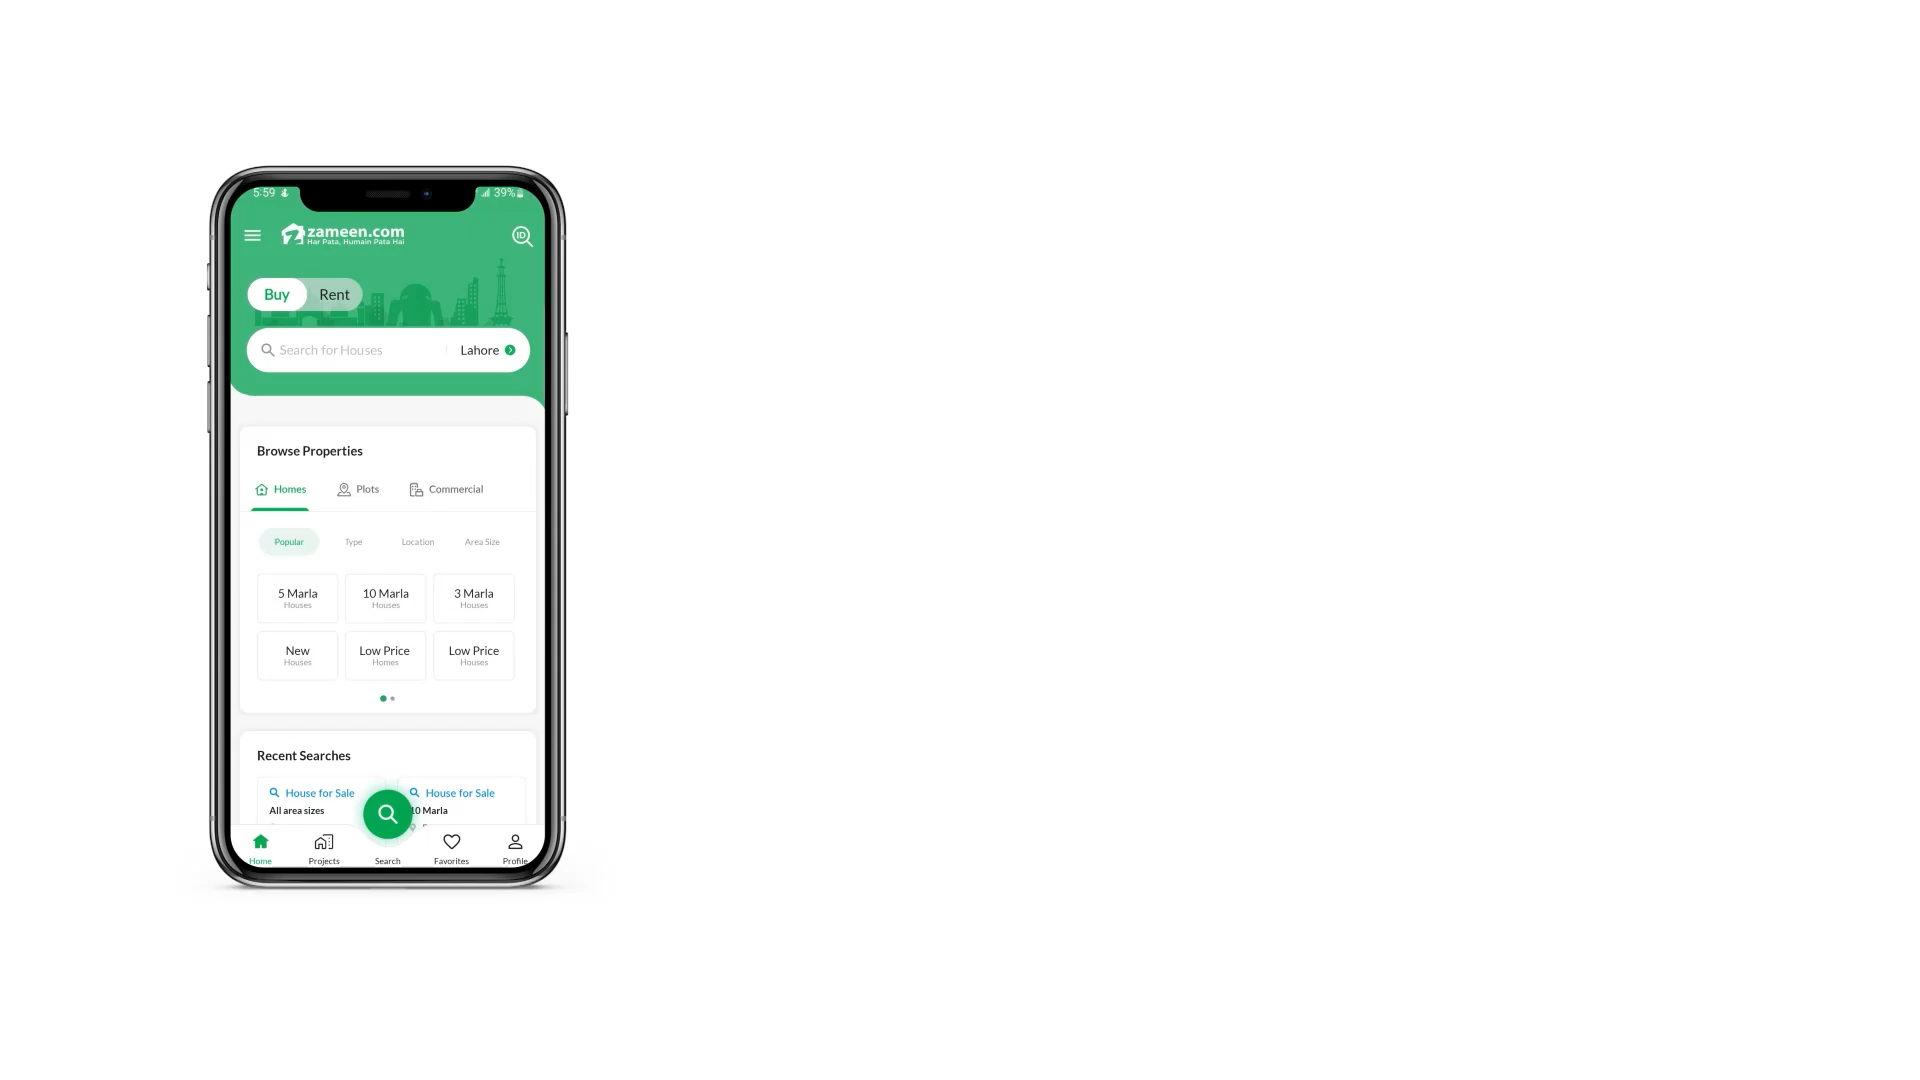 5:59
39%
zameen.com
Har Pata, Humain Pata Hai
ID
Buy Rent
Search for Houses Lahore
Browse Properties
Homes Plots Commercial
Popular Type Location Area Size
5 Marla 10 Marla 3 Marla
Houses Houses Houses
New Low Price Low Price
Houses Homes Houses
Recent Searches
House for Sale House for Sale
All area sizes 10 Marla
Home Projects Search Favorites Profile